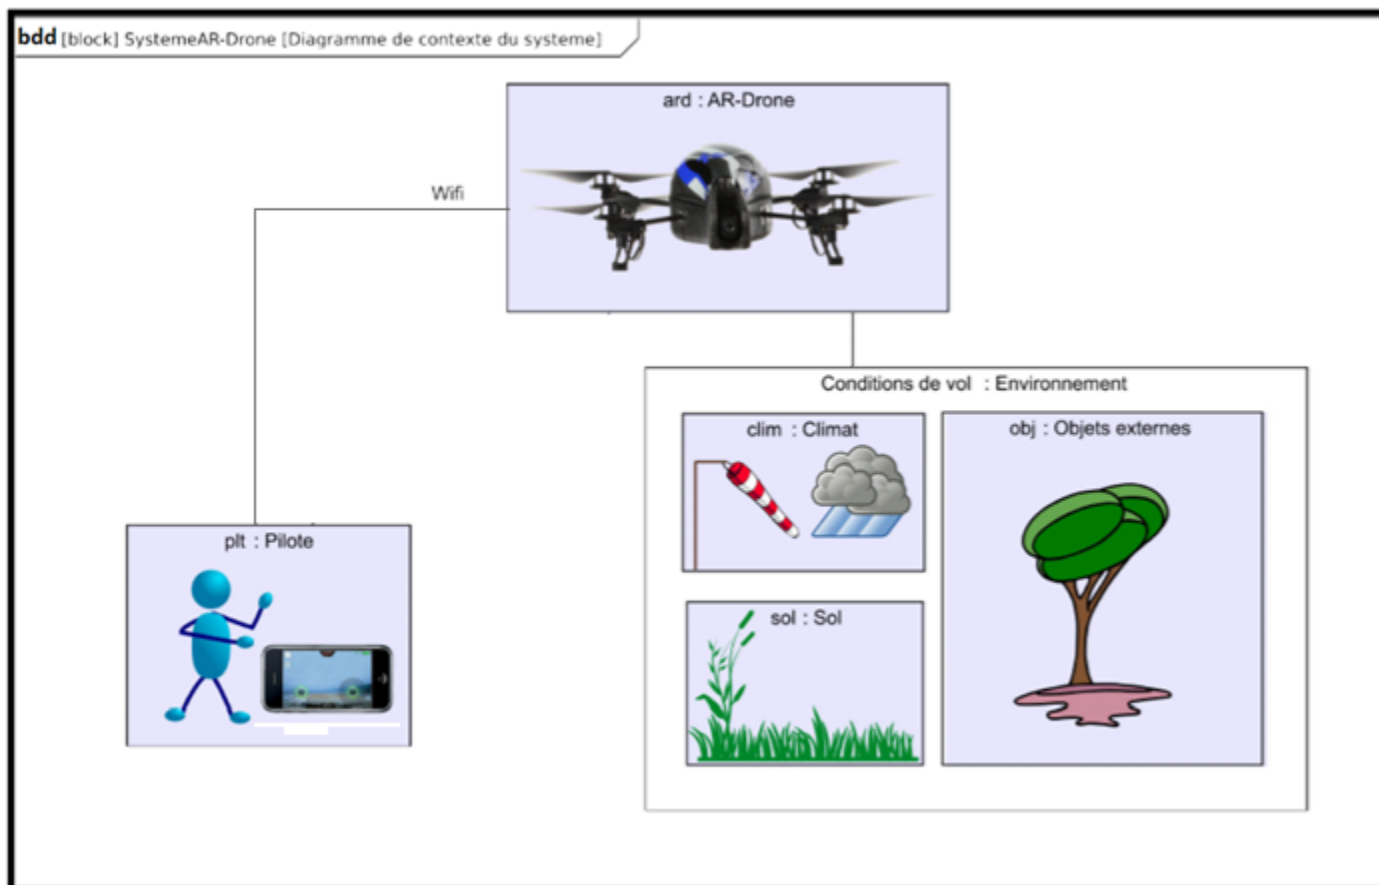 bdd [block] SystemeAR-Drone [Diagramme de contexte du systeme]
ard : AR-Drone
Wifi
Conditions de vol : Environnement
clim : Climat
obj : Objets externes
plt : Pilote
sol : Sol